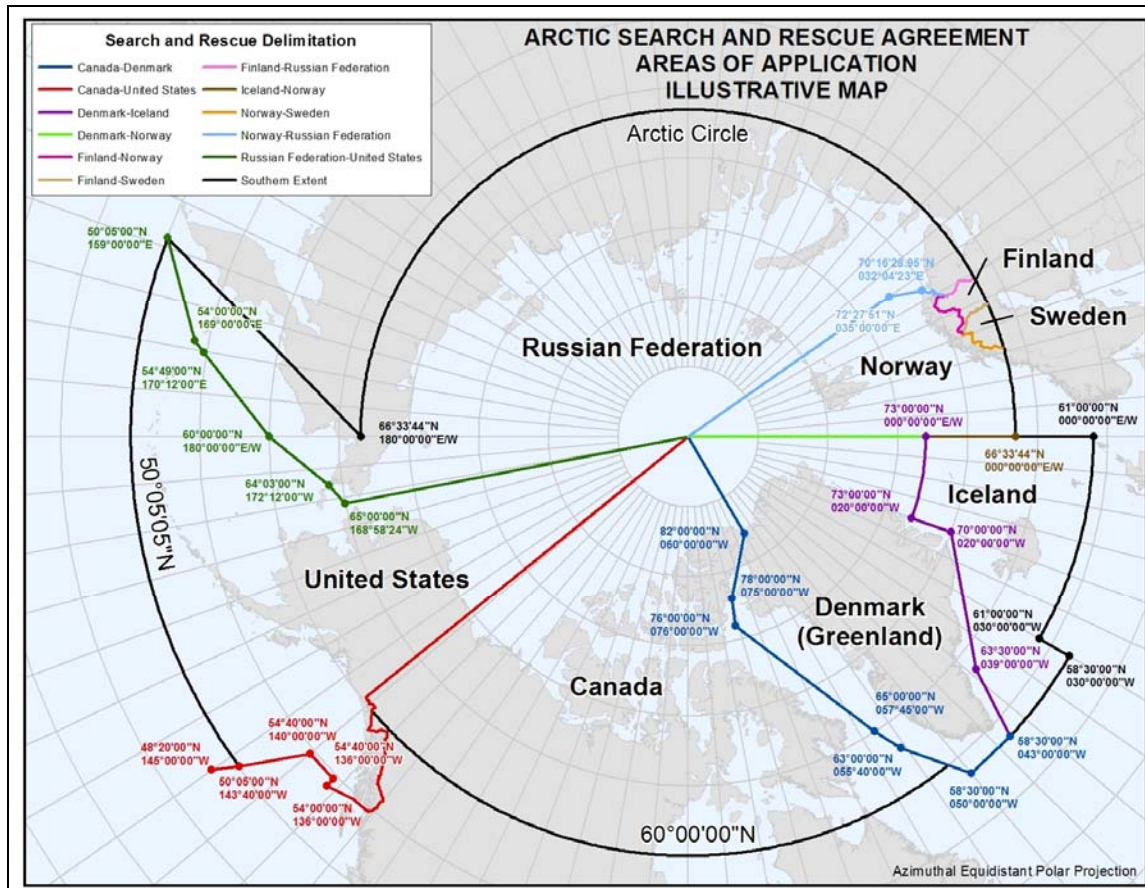 Search and Rescue Delimitation
Canada-Denmark
Canada-United States
Denmark-Iceland
Denmark-Norway
Finland-Norway
Finland-Sweden
Finland-Russian Federation
Iceland-Norway
Norway-Sweden
Norway-Russian Federation
Russian Federation-United States
Southern Extent
ARCTIC SEARCH AND RESCUE AGREEMENT
AREAS OF APPLICATION
ILLUSTRATIVE MAP
Arctic Circle
50°05'00"N
159°00'00"E
54°00'00"N
169°00'00"E
54°49'00"N
170°12'00"E
60°00'00"N
180°00'00"E/W
64°03'00"N
172°12'00"W
65°00'00"N
168°58'24"W
66°33'44"N
180°00'00"E/W
50°05'05"N
Russian Federation
70°16'28.95"N
032°04'23"E
72°27'51"N
035°00'00"E
Finland
Sweden
Norway
73°00'00"N
000°00'00"E/W
61°00'00"N
000°00'00"E/W
66°33'44"N
000°00'00"E/W
Iceland
73°00'00"N
020°00'00"W
70°00'00"N
020°00'00"W
82°00'00"N
060°00'00"W
78°00'00"N
075°00'00"W
76°00'00"N
076°00'00"W
United States
Denmark
(Greenland)
Canada
61°00'00"N
030°00'00"W
58°30'00"N
030°00'00"W
63°30'00"N
039°00'00"W
65°00'00"N
057°45'00"W
63°00'00"N
055°40'00"W
58°30'00"N
043°00'00"W
58°30'00"N
050°00'00"W
54°40'00"N
140°00'00"W
54°40'00"N
136°00'00"W
48°20'00"N
145°00'00"W
50°05'00"N
143°40'00"W
54°00'00"N
136°00'00"W
60°00'00"N
Azimuthal Equidistant Polar Projection